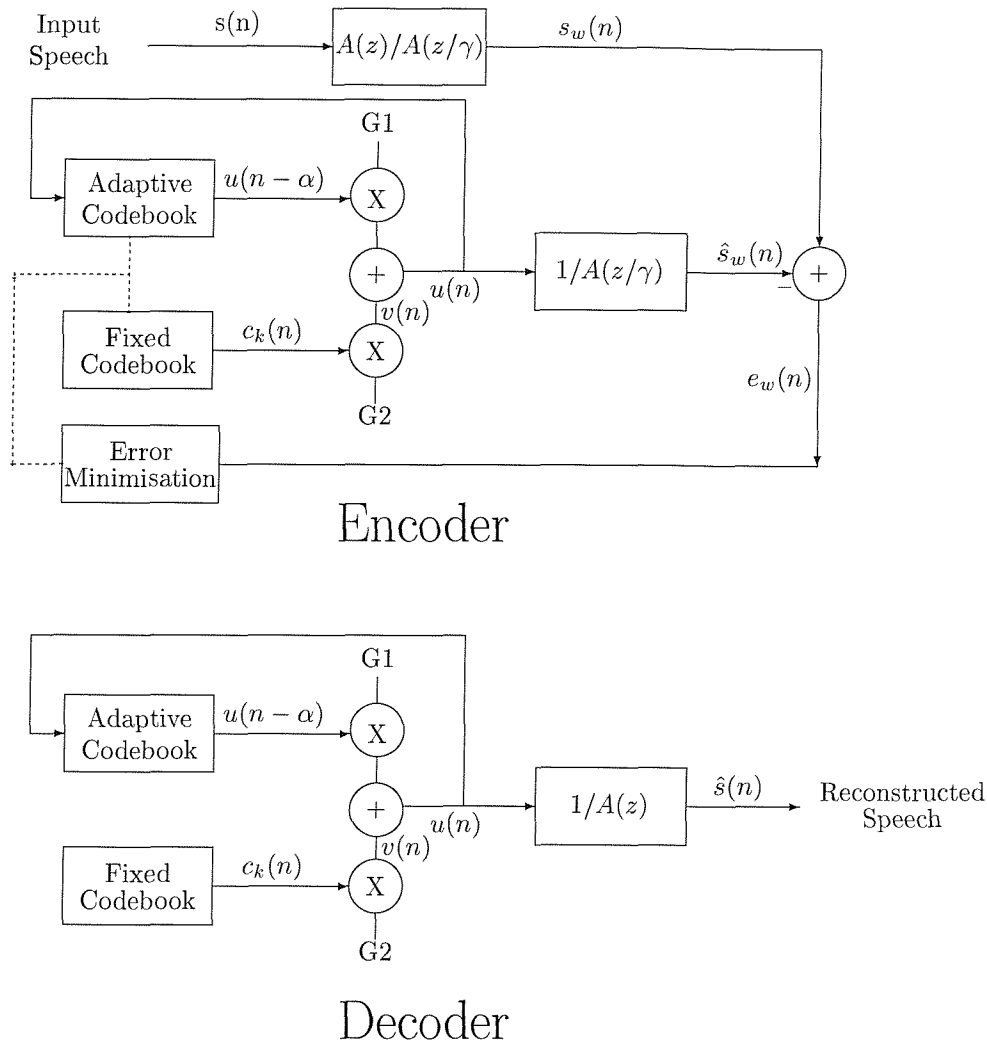 Input
Speech
s(n)
A(z)/A(z/γ)
s_w(n)
G1
Adaptive
Codebook
u(n − α)
X
+
u(n)
v(n)
1/A(z/γ)
ŝ_w(n)
+
−
Fixed
Codebook
c_k(n)
X
G2
e_w(n)
Error
Minimisation
Encoder
G1
Adaptive
Codebook
u(n − α)
X
+
u(n)
v(n)
1/A(z)
ŝ(n)
Reconstructed
Speech
Fixed
Codebook
c_k(n)
X
G2
Decoder